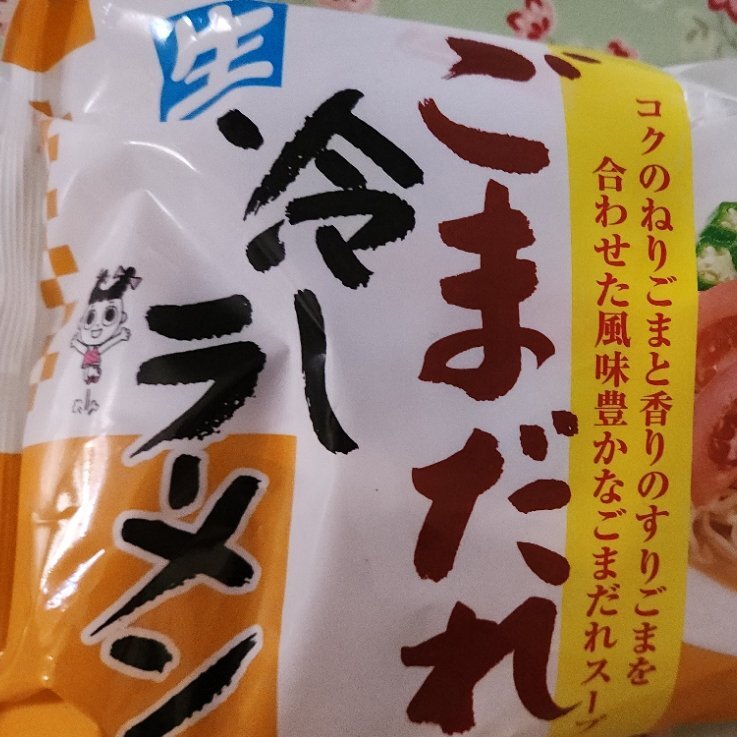 コクのねりごまと香りのすりごまを
合わせた風味豊かなごまだれスープ
ごまだれ
生
冷し
ラーメン